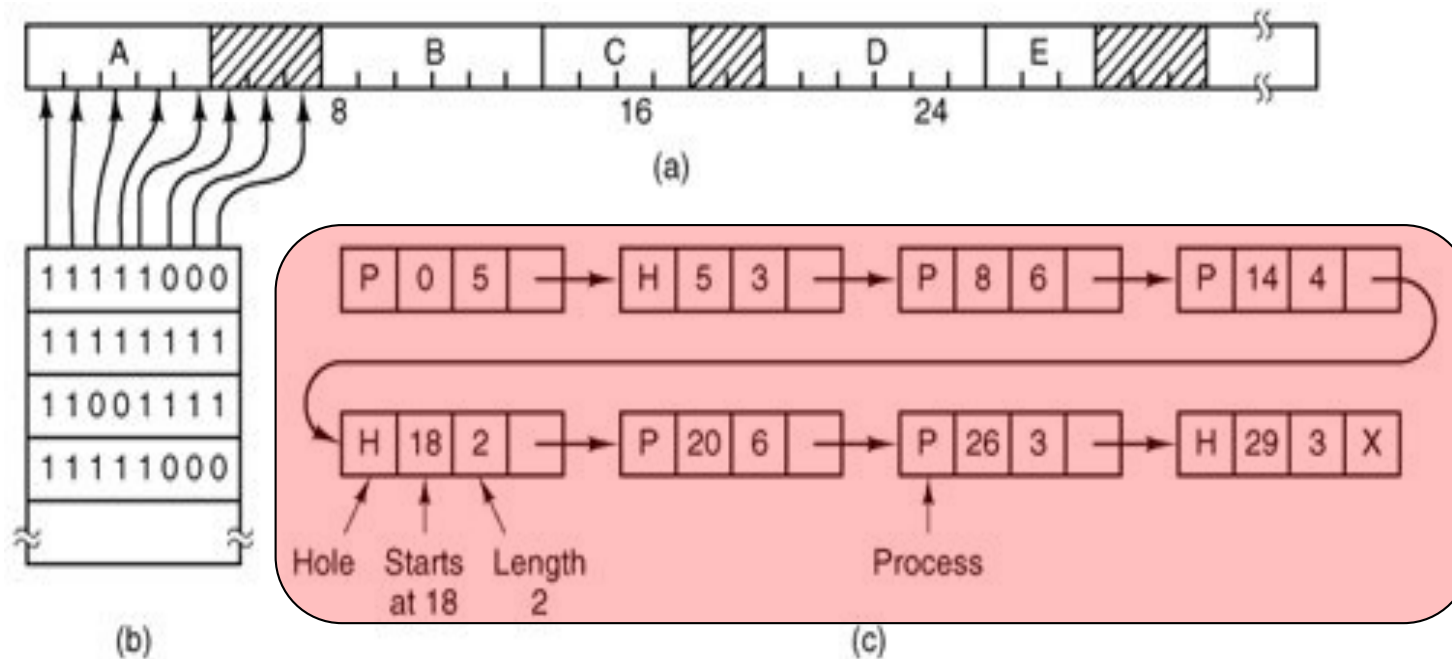 A B C D E
8 16 24
(a)
11111000
11111111
11001111
11111000
(b)
P 0 5 H 5 3 P 8 6 P 14 4
H 18 2 P 20 6 P 26 3 H 29 3 X
Hole Starts Length Process
at 18 2
(c)